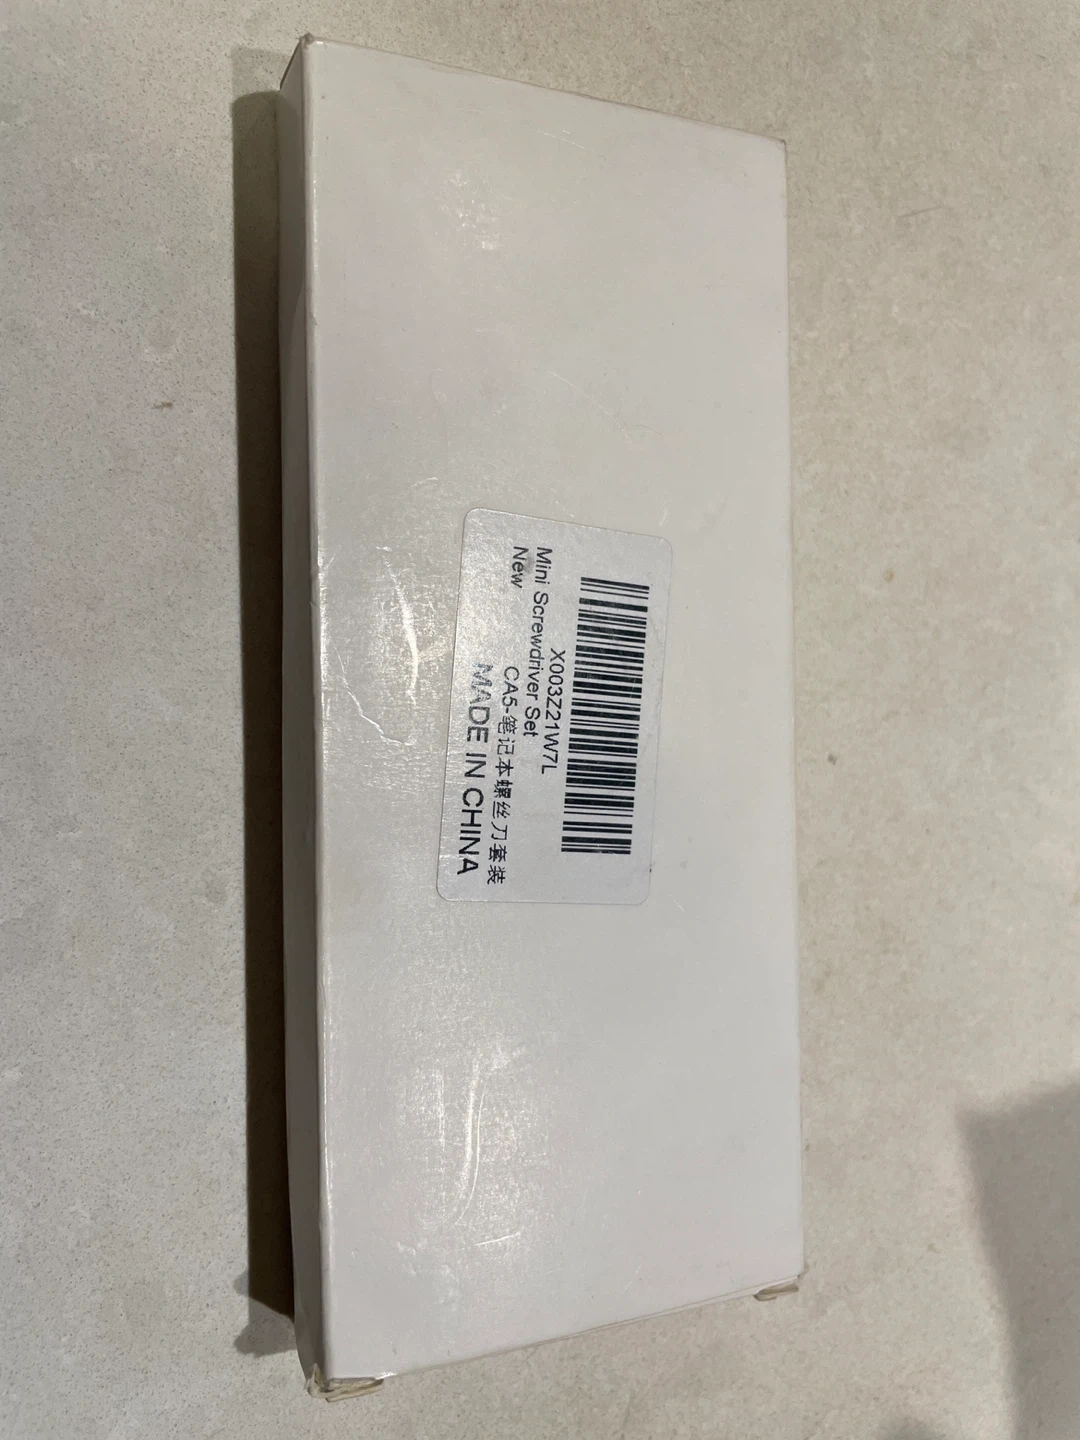 X003Z21W7L
Mini Screwdriver Set
New
CA5-笔记本螺丝刀套装
MADE IN CHINA